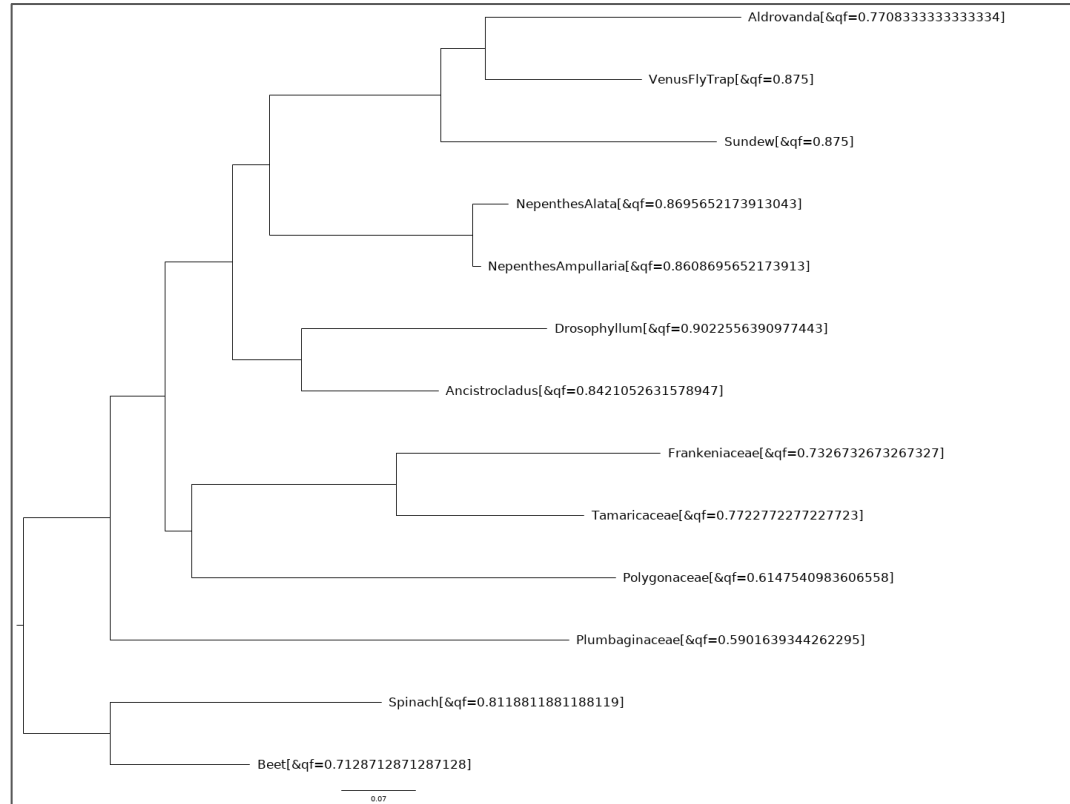 Aldrovanda[&qf=0.7708333333333334]
VenusFlyTrap[&qf=0.875]
Sundew[&qf=0.875]
NepenthesAlata[&qf=0.8695652173913043]
NepenthesAmpullaria[&qf=0.8608695652173913]
Drosophyllum[&qf=0.9022556390977443]
Ancistrocladus[&qf=0.8421052631578947]
Frankeniaceae[&qf=0.7326732673267327]
Tamaricaceae[&qf=0.7722772277227723]
Polygonaceae[&qf=0.6147540983606558]
Plumbaginaceae[&qf=0.5901639344262295]
Spinach[&qf=0.8118811881188119]
Beet[&qf=0.7128712871287128]
0.07